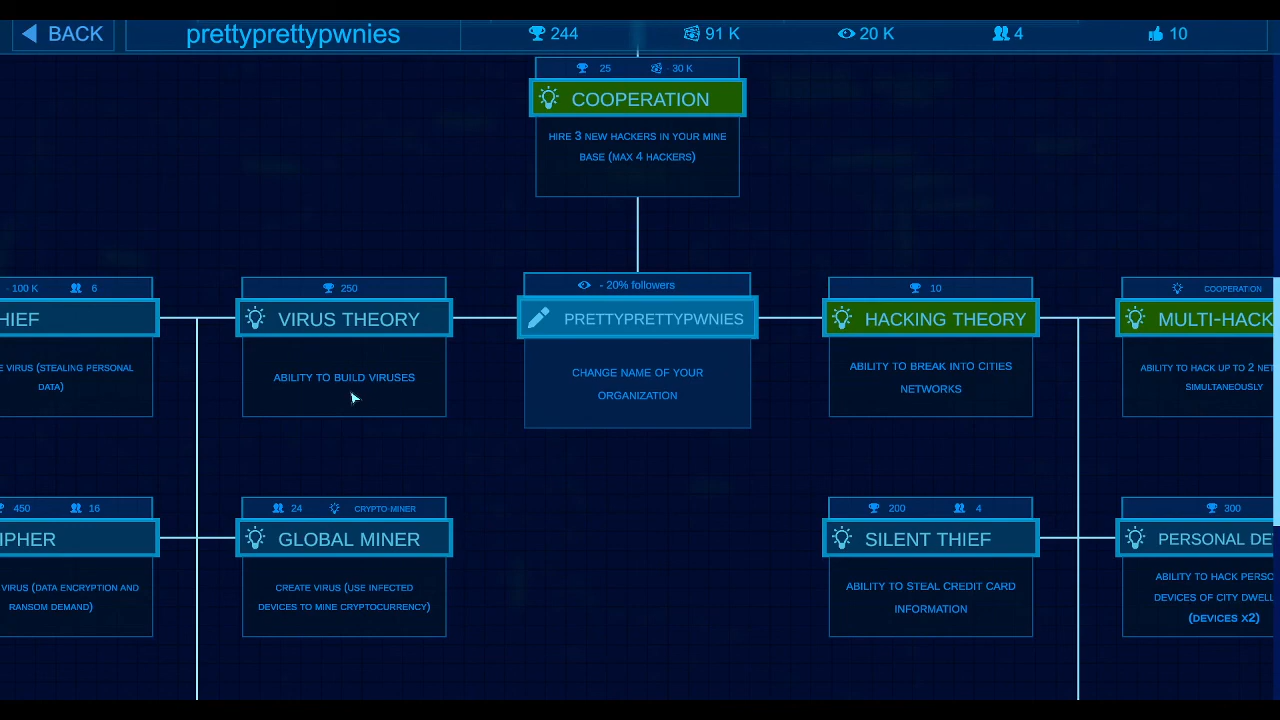 BACK
prettyprettypwnies
244
91 K
20 K
4
10
25 - 30 K
COOPERATION
HIRE 3 NEW HACKERS IN YOUR MINE
BASE (MAX 4 HACKERS)
- 100 K 6
HIEF
E VIRUS (STEALING PERSONAL
DATA)
250
VIRUS THEORY
ABILITY TO BUILD VIRUSES
- 20% followers
PRETTYPRETTYPWNIES
CHANGE NAME OF YOUR
ORGANIZATION
10
HACKING THEORY
ABILITY TO BREAK INTO CITIES
NETWORKS
COOPERATION
MULTI-HACK
ABILITY TO HACK UP TO 2 NET
SIMULTANEOUSLY
450 16
IPHER
VIRUS (DATA ENCRYPTION AND
RANSOM DEMAND)
24 CRYPTO-MINER
GLOBAL MINER
CREATE VIRUS (USE INFECTED
DEVICES TO MINE CRYPTOCURRENCY)
200 4
SILENT THIEF
ABILITY TO STEAL CREDIT CARD
INFORMATION
300
PERSONAL DE
ABILITY TO HACK PERSO
DEVICES OF CITY DWELL
(DEVICES X2)